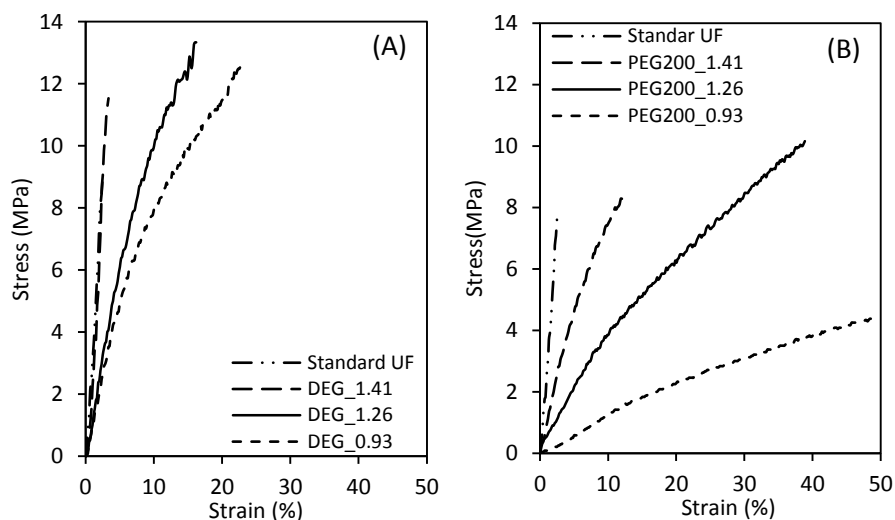 (A)
14
12
10
8
6
4
2
0
Stress (MPa)
Standard UF
DEG_1.41
DEG_1.26
DEG_0.93
0 10 20 30 40 50
Strain (%)
(B)
14
12
10
8
6
4
2
0
Stress(MPa)
Standar UF
PEG200_1.41
PEG200_1.26
PEG200_0.93
0 10 20 30 40 50
Strain (%)